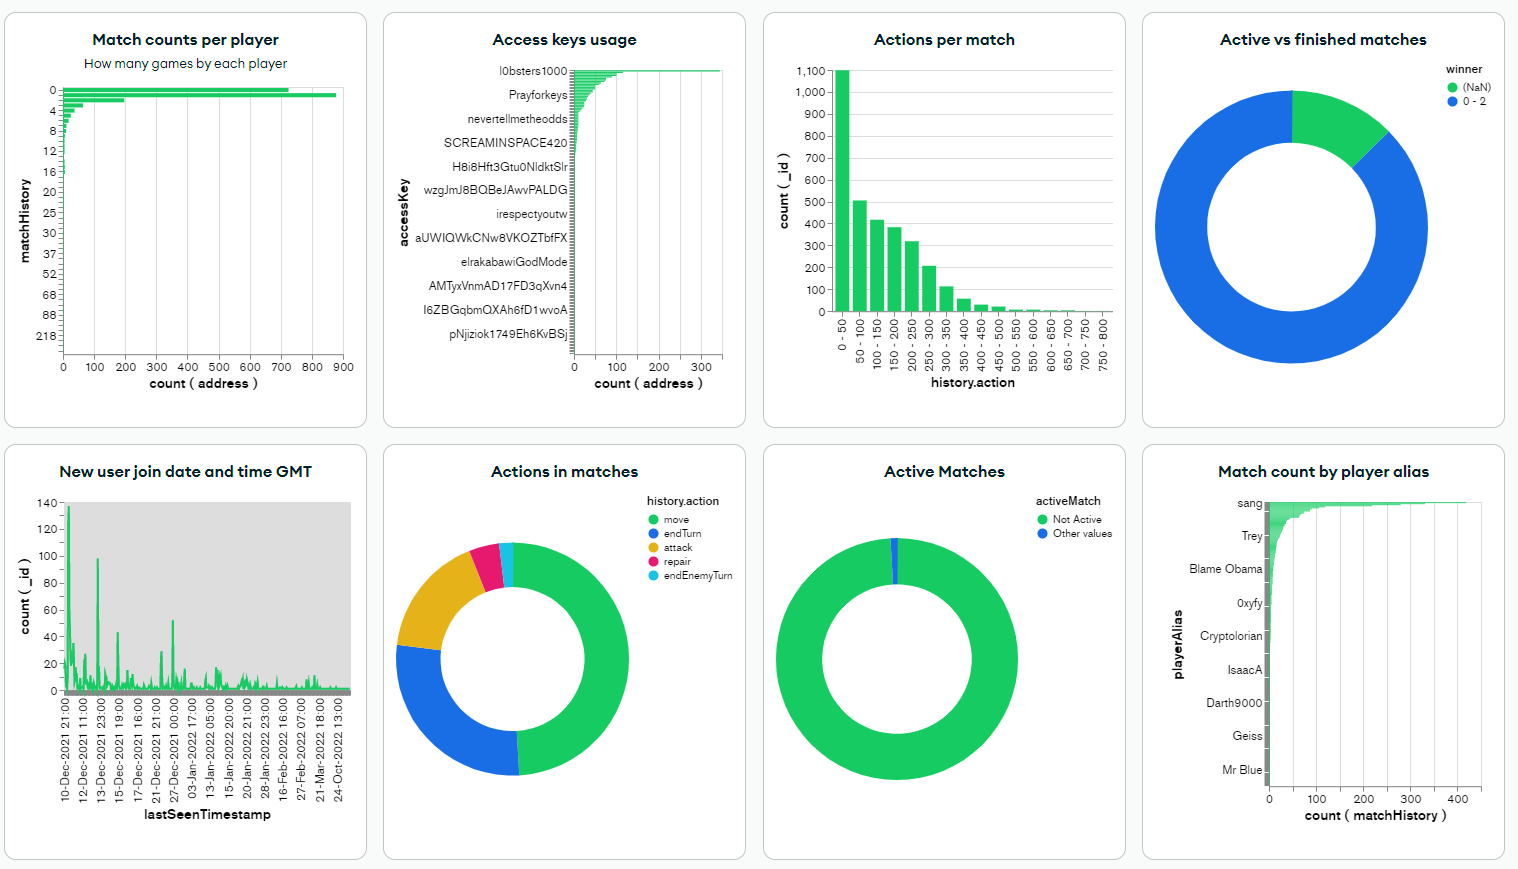 Match counts per player
How many games by each player
matchHistory
0
4
8
12
16
20
25
30
37
52
68
88
218
0 100 200 300 400 500 600 700 800 900
count ( address )
Access keys usage
accessKey
l0bsters1000
Prayforkeys
nevertellmetheodds
SCREAMINSPACE420
H8i8Hft3Gtu0NldktSlr
wzgJmJ8BQBeJAwvPALDG
irespectyoutw
aUWIQWkCNw8VKOZTbfFX
elrakabawiGodMode
AMTyxVnmAD17FD3qXvn4
I6ZBGqbmQXAh6fD1wvoA
pNjiziok1749Eh6KvBSj
0 100 200 300
count ( address )
Actions per match
count ( _id )
1,100
1,000
900
800
700
600
500
400
300
200
100
0
0 - 50
50 - 100
100 - 150
150 - 200
200 - 250
250 - 300
300 - 350
350 - 400
400 - 450
450 - 500
500 - 550
550 - 600
600 - 650
650 - 700
700 - 750
750 - 800
history.action
Active vs finished matches
winner
(NaN)
0 - 2
New user join date and time GMT
count ( _id )
140
120
100
80
60
40
20
0
10-Dec-2021 21:00
12-Dec-2021 11:00
13-Dec-2021 23:00
15-Dec-2021 19:00
17-Dec-2021 16:00
21-Dec-2021 21:00
27-Dec-2021 00:00
03-Jan-2022 17:00
13-Jan-2022 05:00
15-Jan-2022 20:00
20-Jan-2022 21:00
28-Jan-2022 23:00
16-Feb-2022 16:00
27-Feb-2022 07:00
21-Mar-2022 18:00
24-Oct-2022 13:00
lastSeenTimestamp
Actions in matches
history.action
move
endTurn
attack
repair
endEnemyTurn
Active Matches
activeMatch
Not Active
Other values
Match count by player alias
playerAlias
sang
Trey
Blame Obama
0xyfy
Cryptolorian
IsaacA
Darth9000
Geiss
Mr Blue
0 100 200 300 400
count ( matchHistory )